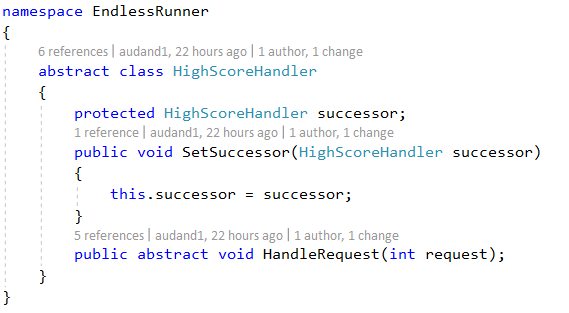 namespace EndlessRunner
{
6 references | audand1, 22 hours ago | 1 author, 1 change
abstract class HighScoreHandler
{
protected HighScoreHandler successor;
1 reference | audand1, 22 hours ago | 1 author, 1 change
public void SetSuccessor(HighScoreHandler successor)
{
this.successor = successor;
}
5 references | audand1, 22 hours ago | 1 author, 1 change
public abstract void HandleRequest(int request);
}
}